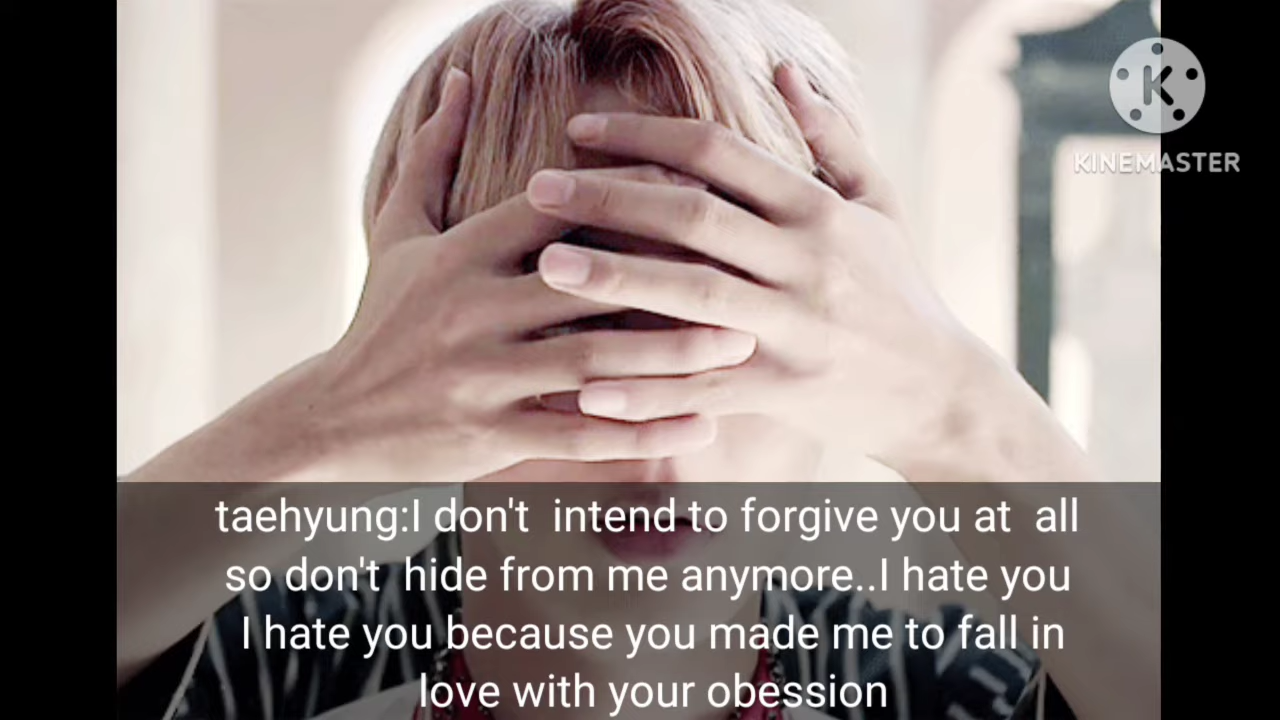 K
KINEMASTER
taehyung:I don't intend to forgive you at all
so don't hide from me anymore..I hate you
I hate you because you made me to fall in
love with your obession